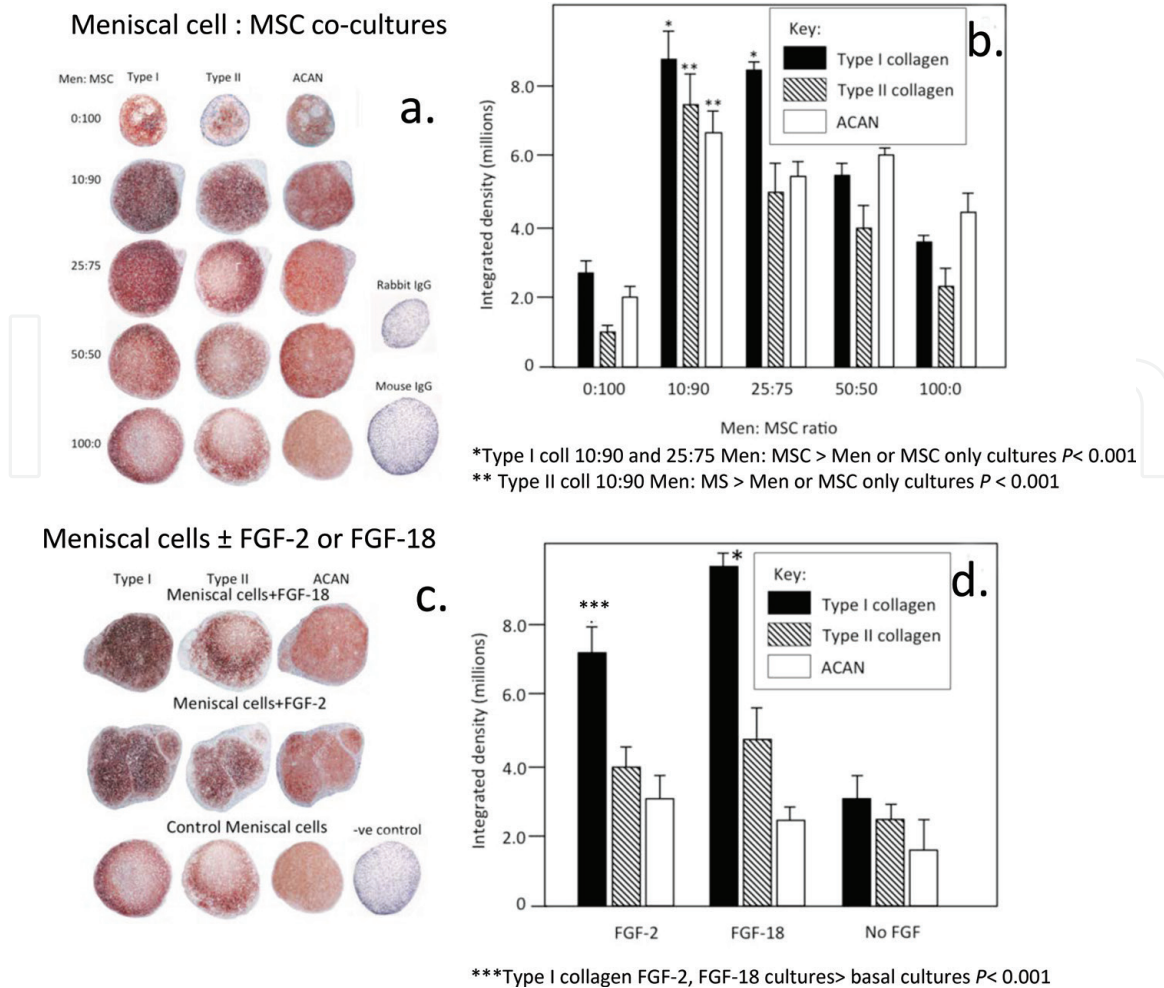 Meniscal cell : MSC co-cultures
Men: MSC Type I Type II ACAN
a.
0:100
10:90
25:75
50:50
100:0
Rabbit IgG
Mouse IgG
b.
Key:
Type I collagen
Type II collagen
ACAN
* ** ** *
Integrated density (millions)
8.0
6.0
4.0
2.0
0
0:100 10:90 25:75 50:50 100:0
Men: MSC ratio
*Type I coll 10:90 and 25:75 Men: MSC > Men or MSC only cultures P< 0.001
** Type II coll 10:90 Men: MS > Men or MSC only cultures P < 0.001
Meniscal cells ± FGF-2 or FGF-18
Type I Type II ACAN
c.
Meniscal cells+FGF-18
Meniscal cells+FGF-2
Control Meniscal cells
-ve control
d.
Key:
Type I collagen
Type II collagen
ACAN
*** *
Integrated density (millions)
8.0
6.0
4.0
2.0
0
FGF-2 FGF-18 No FGF
***Type I collagen FGF-2, FGF-18 cultures> basal cultures P< 0.001